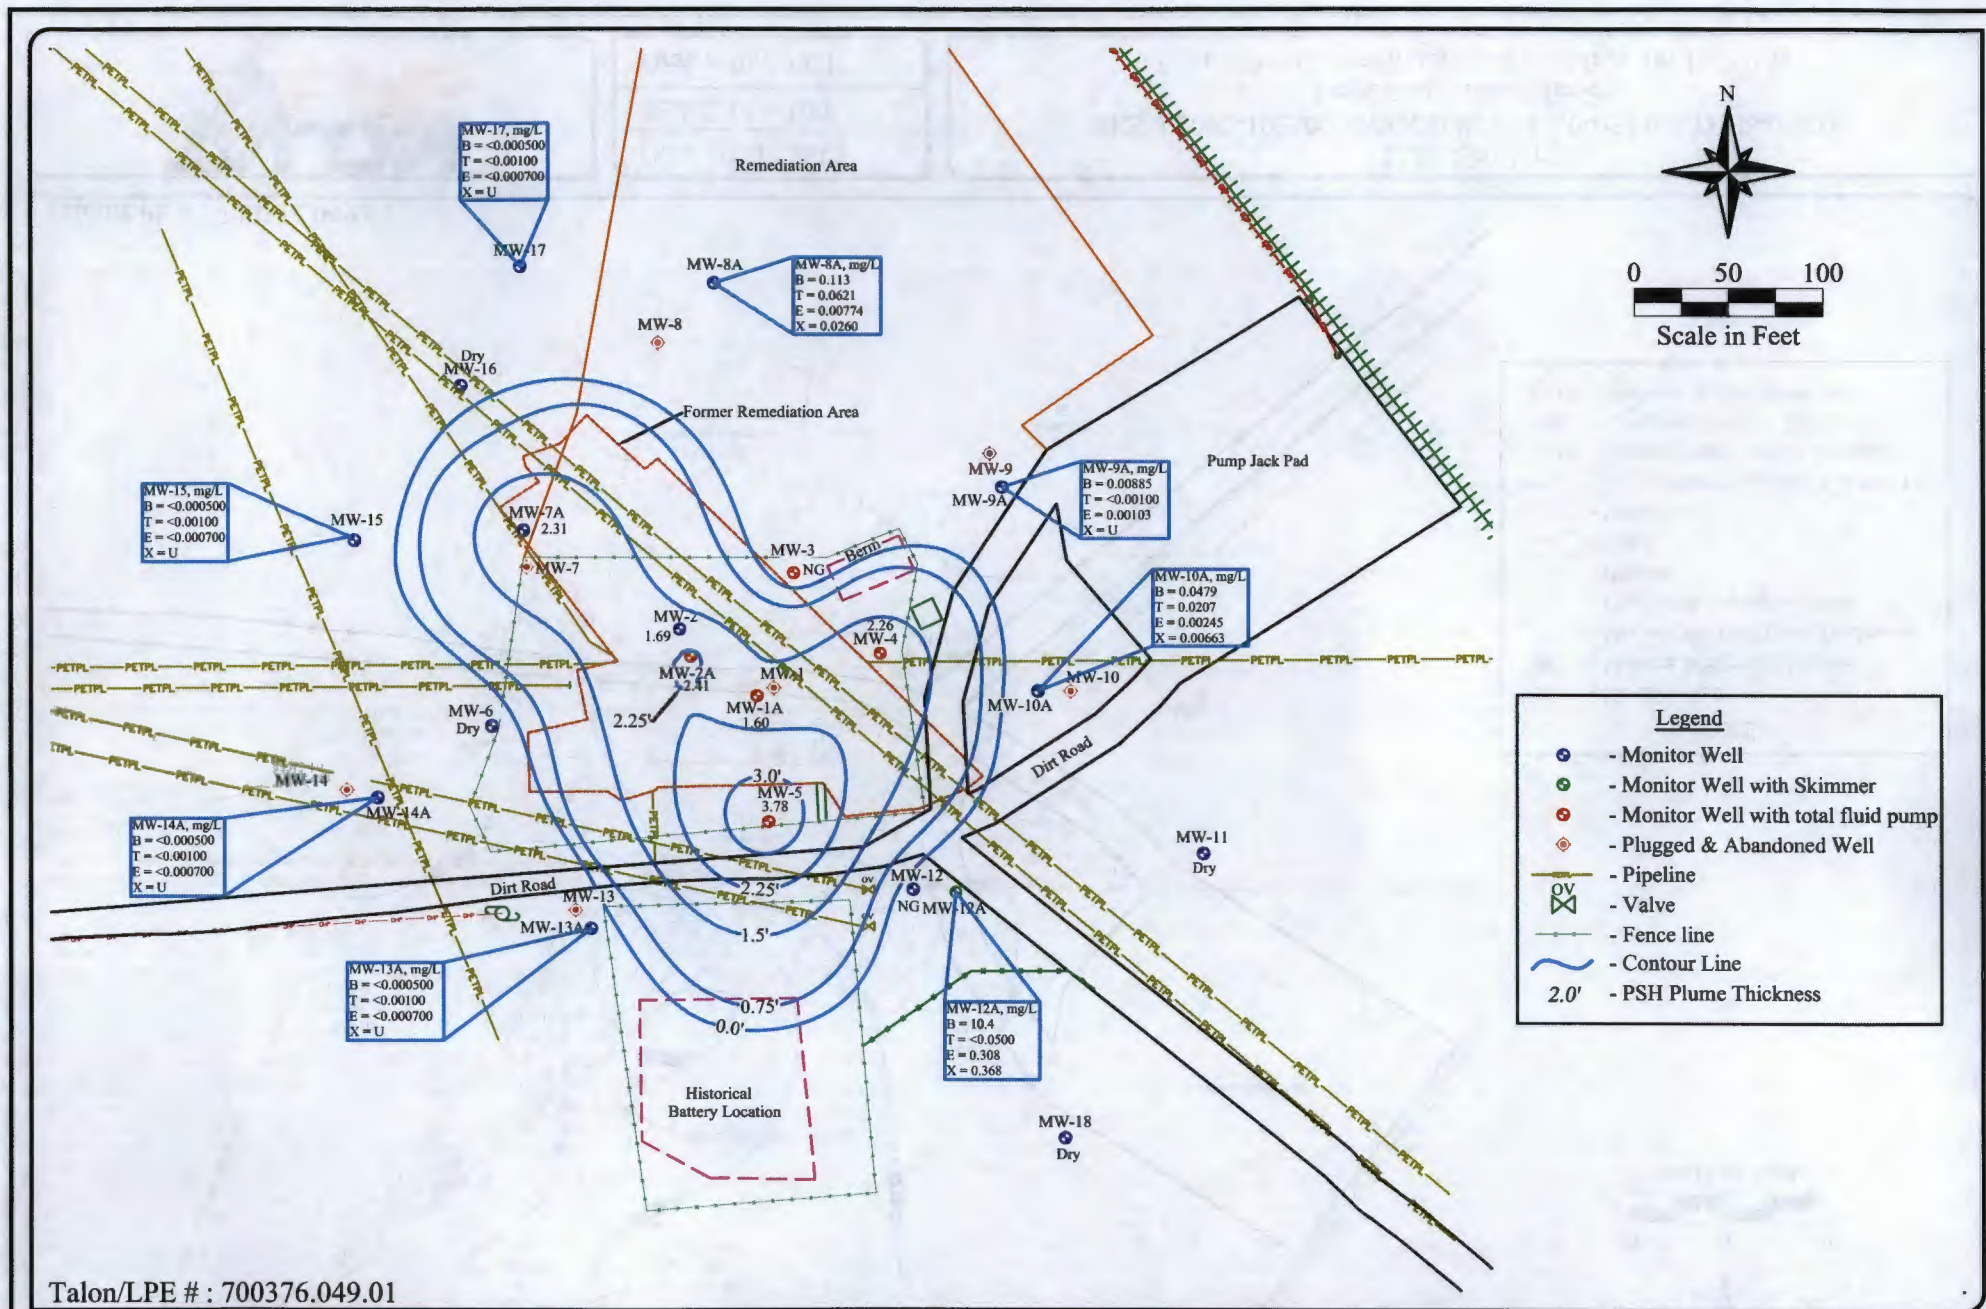 N
0 50 100
Scale in Feet
Remediation Area
MW-17, mg/L
B = <0.000500
T = <0.00100
E = <0.000700
X = U
MW-17
MW-8A
MW-8A, mg/L
B = 0.113
T = 0.0621
E = 0.00774
X = 0.0260
MW-8
Dry
MW-16
Former Remediation Area
MW-9
MW-9A
MW-9A, mg/L
B = 0.00885
T = <0.00100
E = 0.00103
X = U
Pump Jack Pad
MW-15, mg/L
B = <0.000500
T = <0.00100
E = <0.000700
X = U
MW-15
MW-7A
2.31
MW-7
MW-3
NG
Berm
MW-10A, mg/L
B = 0.0479
T = 0.0207
E = 0.00245
X = 0.00663
MW-2
1.69
2.26
MW-4
MW-2A
2.41
2.25'
MW-1
MW-1A
1.60
MW-10
MW-10A
MW-6
Dry
Dirt Road
3.0'
MW-5
3.78
MW-14
MW-14A
MW-14A, mg/L
B = <0.000500
T = <0.00100
E = <0.000700
X = U
PETPL
Dirt Road
2.25'
OV
MW-12
NG
MW-12A
MW-11
Dry
MW-13
MW-13A
OHP
1.5'
OV
MW-13A, mg/L
B = <0.000500
T = <0.00100
E = <0.000700
X = U
0.75'
0.0'
MW-12A, mg/L
B = 10.4
T = <0.0500
E = 0.308
X = 0.368
Historical
Battery Location
MW-18
Dry
Legend
- Monitor Well
- Monitor Well with Skimmer
- Monitor Well with total fluid pump
- Plugged & Abandoned Well
- Pipeline
OV
- Valve
- Fence line
- Contour Line
2.0' - PSH Plume Thickness
Talon/LPE # : 700376.049.01